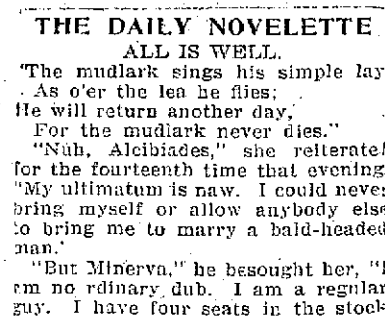 THE DAILY NOVELETTE
ALL IS WELL.
"The mudlark sings his simple lay
As o'er the lea he flies;
He will return another day,
For the mudlark never dies."
"Nuh, Alcibiades," she reiterated
for the fourteenth time that evening.
"My ultimatum is naw. I could never
bring myself or allow anybody else
to bring me to marry a bald-headed
man."
"But Minerva," he besought her, "I
am no rdinary dub. I am a regular
guy. I have four seats in the stock